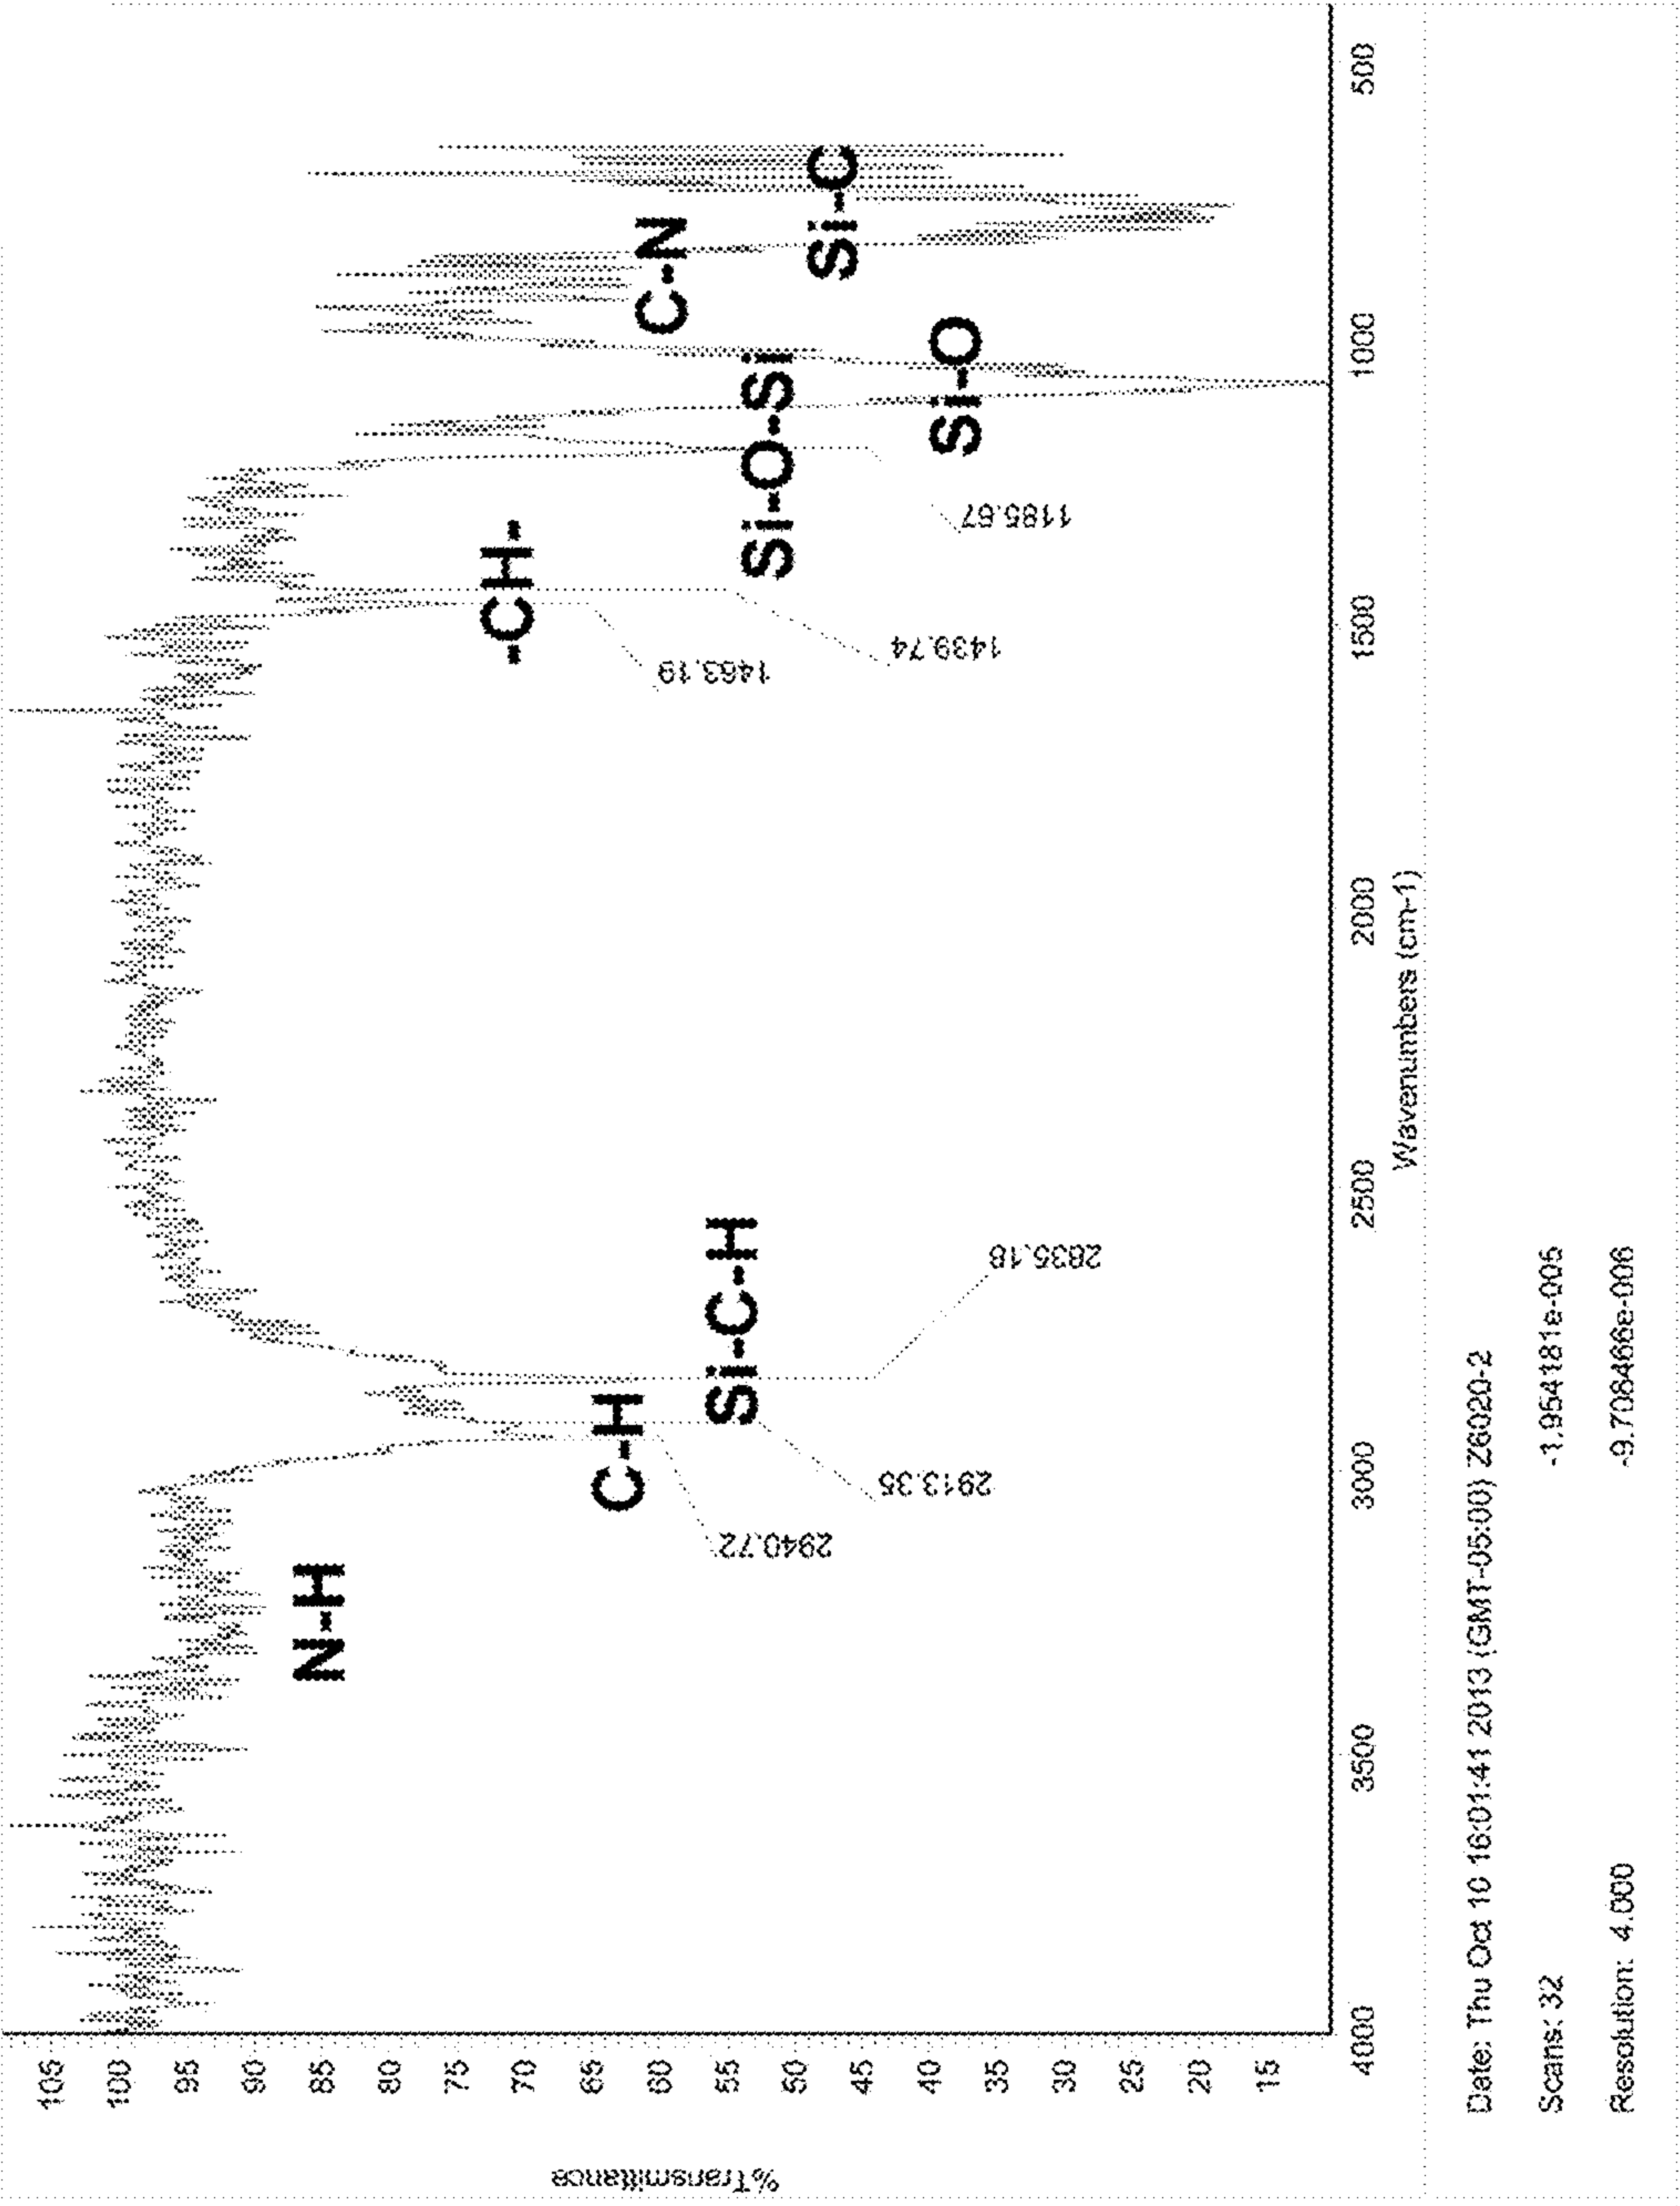 %Transmittance
105
100
95
90
85
80
75
70
65
60
55
50
45
40
35
30
25
20
15
N-H
C-H
Si-C-H
2940.72
2913.35
2835.18
-CH-
1463.19
1439.74
Si-O-Si
1185.67
C-N
Si-O
Si-C
4000
3500
3000
2500
2000
1500
1000
500
Wavenumbers (cm-1)
Date: Thu Oct 10 16:01:41 2013 (GMT-05:00) Z6020-2
Scans: 32 -1.954181e-005
Resolution: 4.000 -9.708466e-006